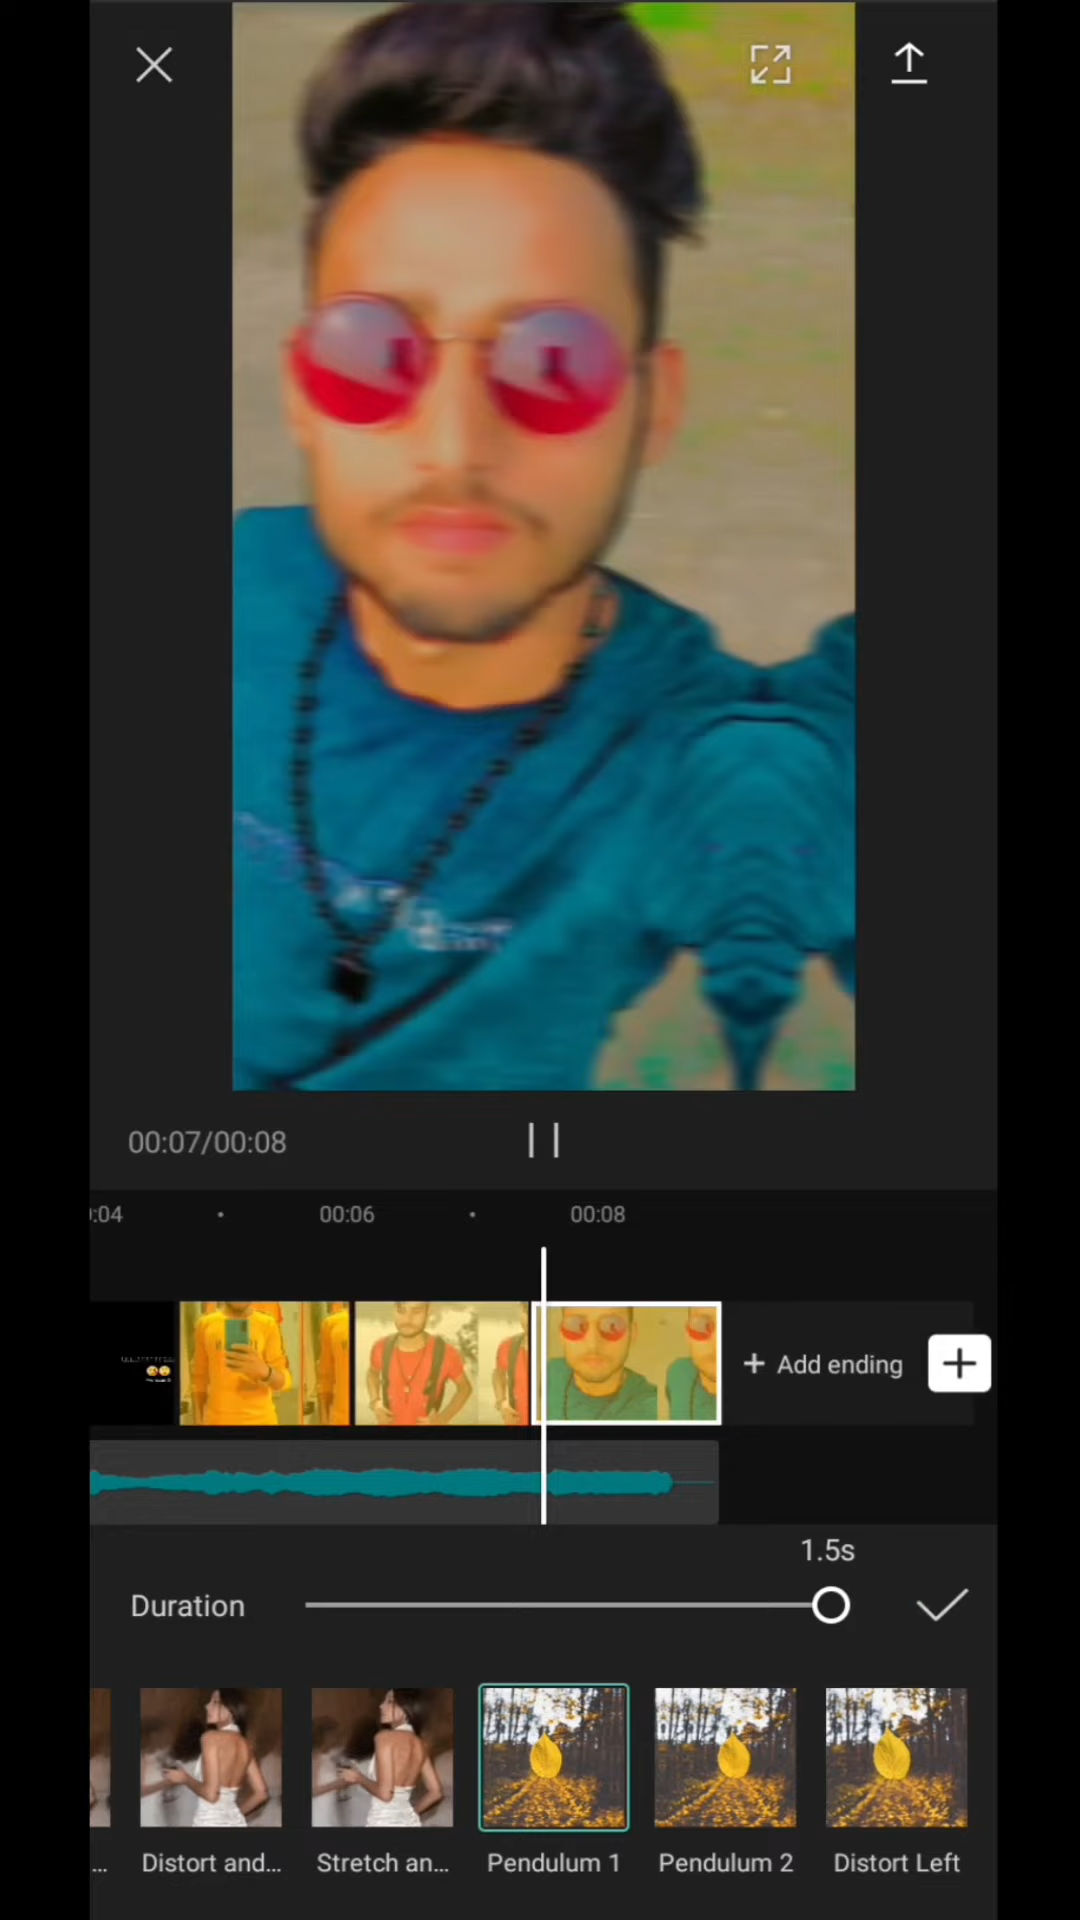 00:07/00:08
:04
00:06
00:08
+ Add ending
1.5s
Duration
...
Distort and...
Stretch an...
Pendulum 1
Pendulum 2
Distort Left